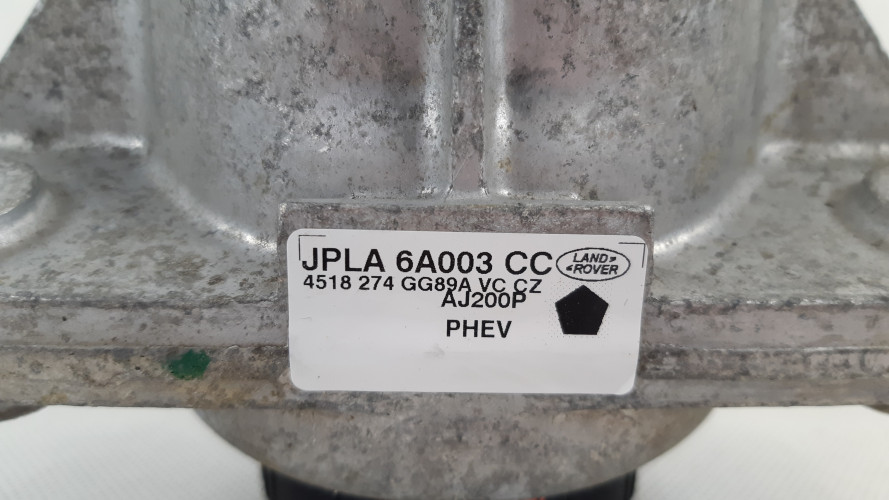 JPLA 6A003 CC
LAND
ROVER
4518 274 GG89A VC CZ
AJ200P
PHEV